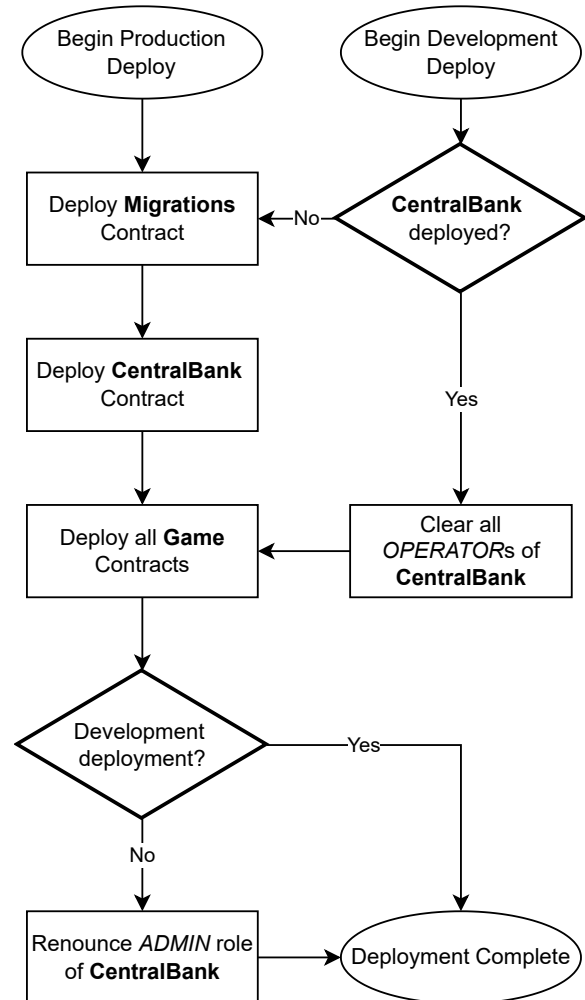 Begin Production
Deploy
Begin Development
Deploy
Deploy Migrations
Contract
No
CentralBank
deployed?
Deploy CentralBank
Contract
Yes
Deploy all Game
Contracts
Clear all
OPERATORs of
CentralBank
Development
deployment?
Yes
No
Renounce ADMIN role
of CentralBank
Deployment Complete